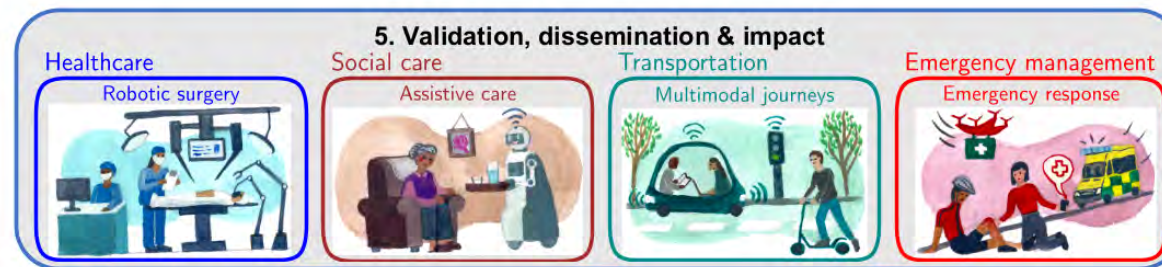 5. Validation, dissemination & impact
Healthcare
Robotic surgery
Social care
Assistive care
Transportation
Multimodal journeys
Emergency management
Emergency response